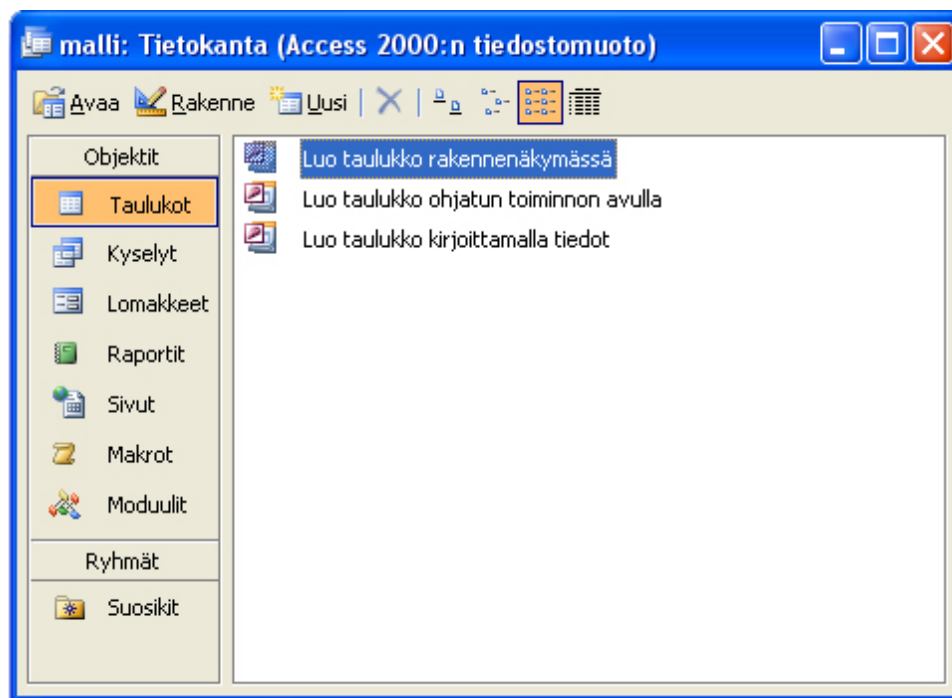 malli: Tietokanta (Access 2000:n tiedostomuoto)
Avaa Rakenne Uusi
Objektit
Taulukot
Kyselyt
Lomakkeet
Raportit
Sivut
Makrot
Moduulit
Ryhmät
Suosikit
Luo taulukko rakennenäkymässä
Luo taulukko ohjatun toiminnon avulla
Luo taulukko kirjoittamalla tiedot